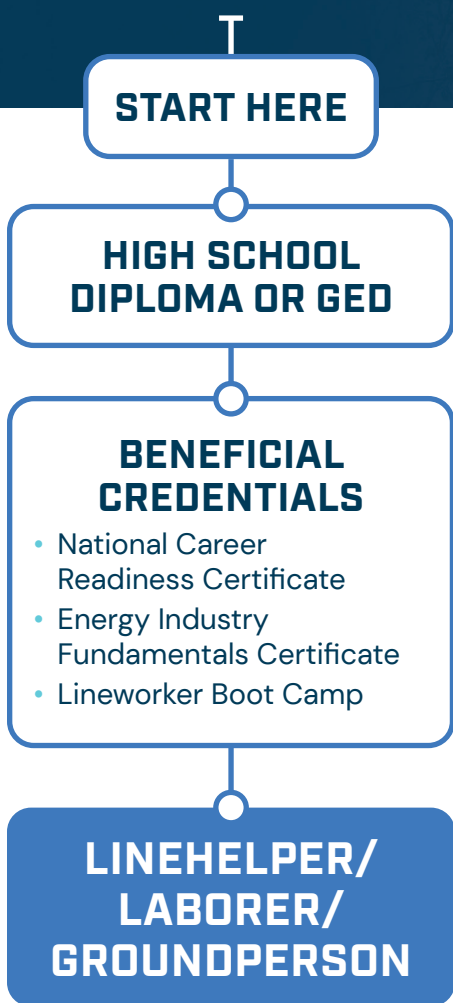 START HERE
HIGH SCHOOL
DIPLOMA OR GED
BENEFICIAL
CREDENTIALS
• National Career
Readiness Certificate
• Energy Industry
Fundamentals Certificate
• Lineworker Boot Camp
LINEHELPER/
LABORER/
GROUNDPERSON